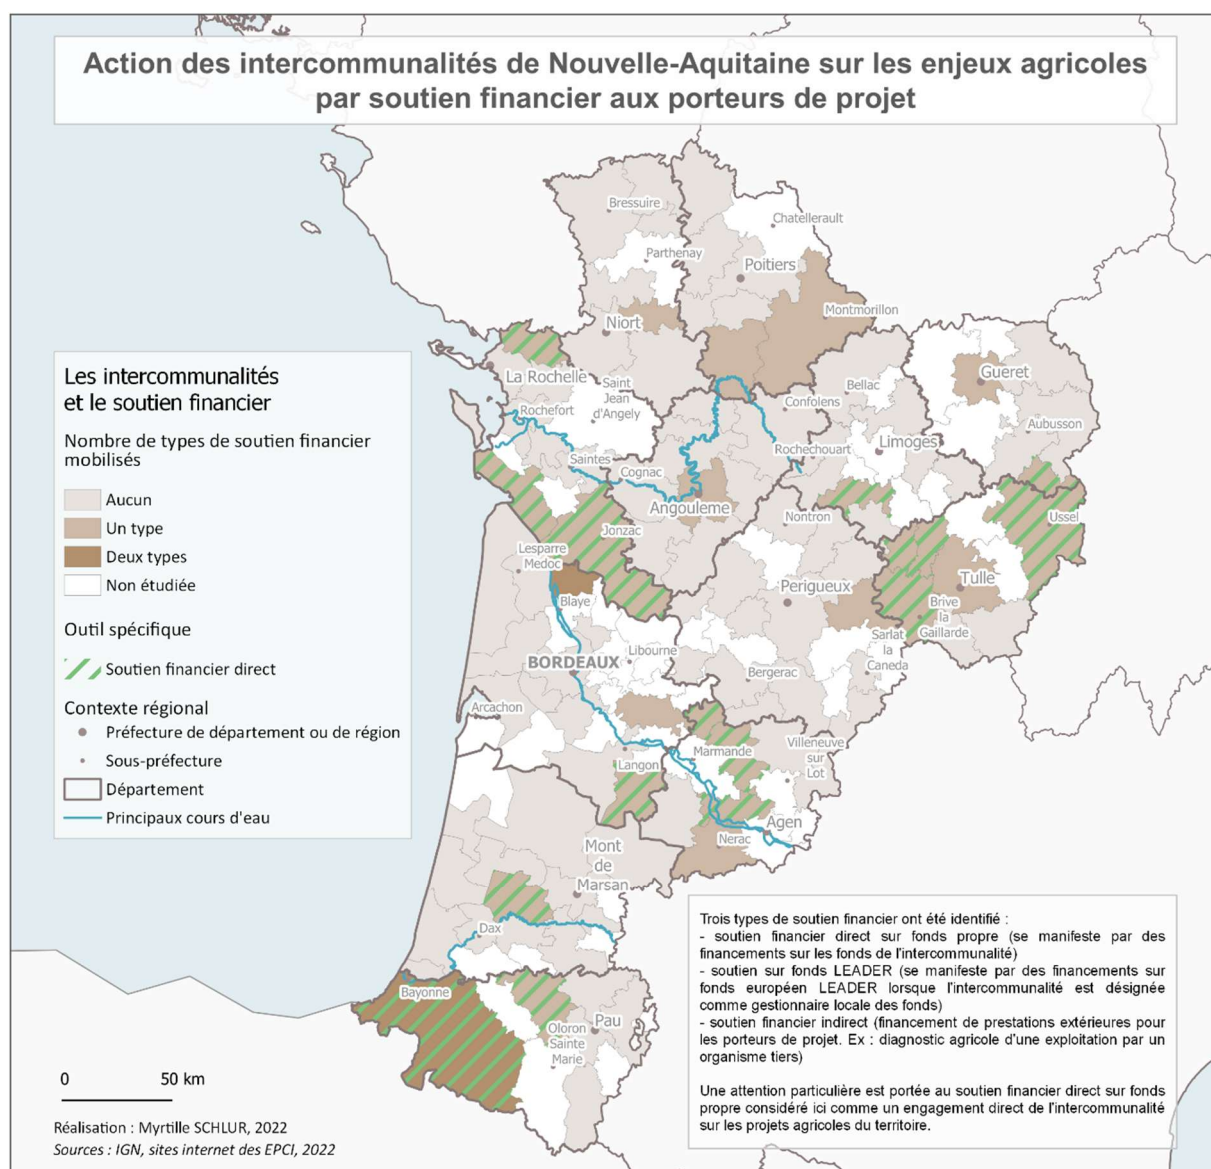 Action des intercommunalités de Nouvelle-Aquitaine sur les enjeux agricoles
par soutien financier aux porteurs de projet
Bressuire
Chatellerault
Parthenay
Poitiers
Montmorillon
Niort
La Rochelle
Saint
Jean
d'Angely
Rochefort
Saintes
Cognac
Angouleme
Jonzac
Confolens
Bellac
Rochechouart
Limoges
Gueret
Aubusson
Ussel
Nontron
Perigueux
Tulle
Brive
la
Gaillarde
Sarlat
la
Caneda
Bergerac
Lesparre
Medoc
Blaye
Libourne
BORDEAUX
Arcachon
Langon
Marmande
Villeneuve
sur
Lot
Agen
Nerac
Mont
de
Marsan
Dax
Bayonne
Oloron
Sainte
Marie
Pau
Les intercommunalités
et le soutien financier
Nombre de types de soutien financier
mobilisés
Aucun
Un type
Deux types
Non étudiée
Outil spécifique
Soutien financier direct
Contexte régional
Préfecture de département ou de région
Sous-préfecture
Département
Principaux cours d'eau
Trois types de soutien financier ont été identifié :
- soutien financier direct sur fonds propre (se manifeste par des
financements sur les fonds de l'intercommunalité)
- soutien sur fonds LEADER (se manifeste par des financements sur
fonds européen LEADER lorsque l'intercommunalité est désignée
comme gestionnaire locale des fonds)
- soutien financier indirect (financement de prestations extérieures pour
les porteurs de projet. Ex : diagnostic agricole d'une exploitation par un
organisme tiers)
Une attention particulière est portée au soutien financier direct sur fonds
propre considéré ici comme un engagement direct de l'intercommunalité
sur les projets agricoles du territoire.
0 50 km
Réalisation : Myrtille SCHLUR, 2022
Sources : IGN, sites internet des EPCI, 2022